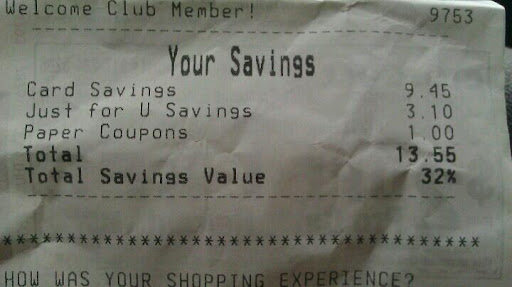 Welcome Club Member! 9753
Your Savings
Card Savings 9.45
Just for U Savings 3.10
Paper Coupons 1.00
Total 13.55
Total Savings Value 32%
****************************************
HOW WAS YOUR SHOPPING EXPERIENCE?